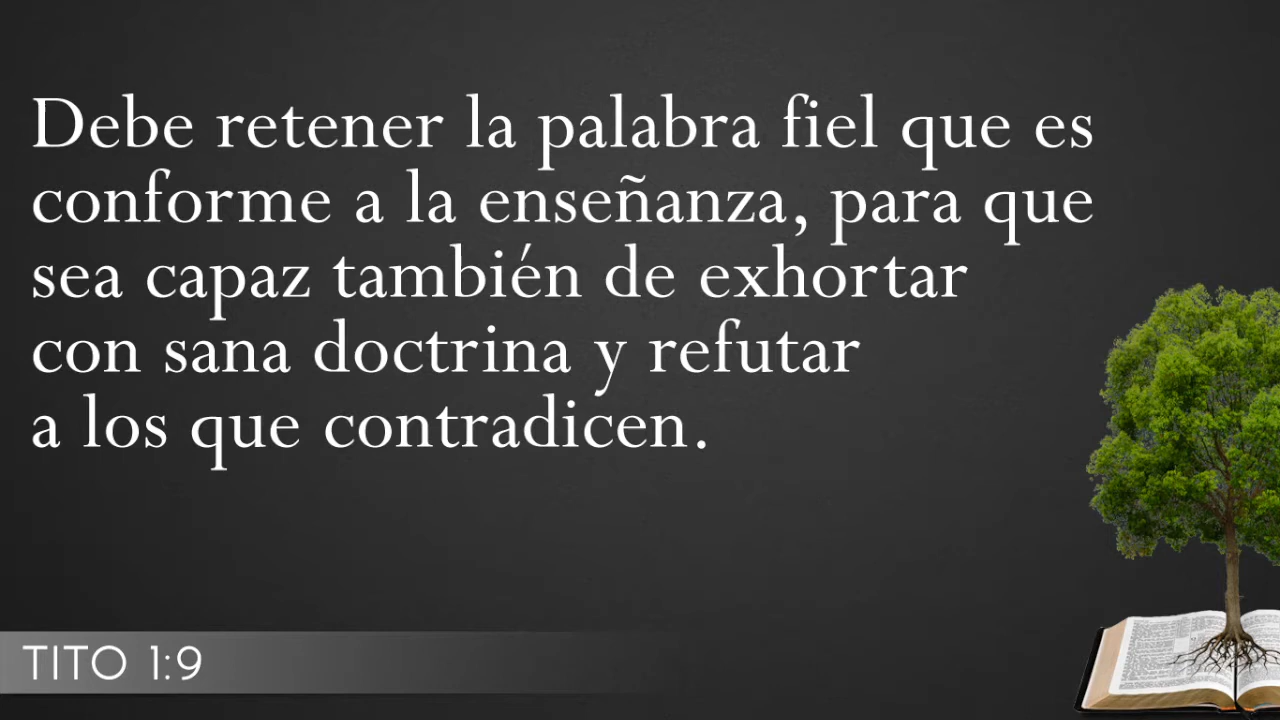 Debe retener la palabra fiel que es
conforme a la enseñanza, para que
sea capaz también de exhortar
con sana doctrina y refutar
a los que contradicen.
TITO 1:9